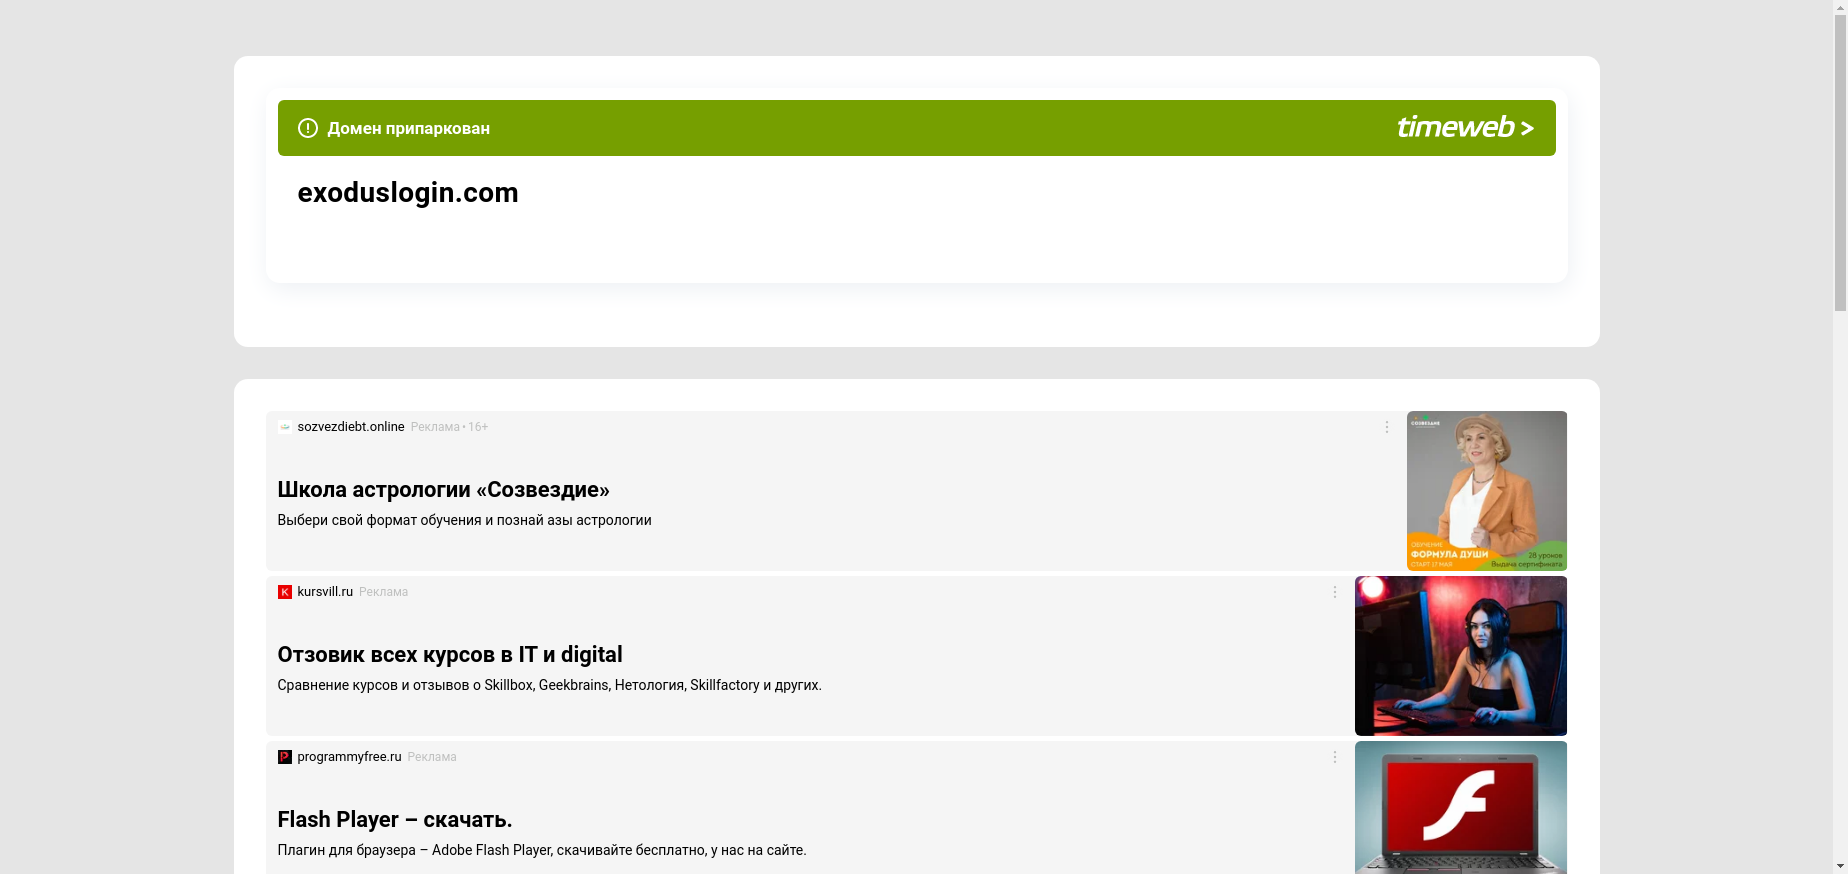 Домен припаркован
timeweb >
exoduslogin.com
sozvezdiebt.online Реклама • 16+
Школа астрологии «Созвездие»
Выбери свой формат обучения и познай азы астрологии
СОЗВЕЗДИЕ
ОБУЧЕНИЕ
ФОРМУЛА ДУШИ
СТАРТ 17 МАЯ
28 уроков
Выдача сертификата
K kursvill.ru Реклама
Отзовик всех курсов в IT и digital
Сравнение курсов и отзывов о Skillbox, Geekbrains, Нетология, Skillfactory и других.
P programmyfree.ru Реклама
Flash Player – скачать.
Плагин для браузера – Adobe Flash Player, скачивайте бесплатно, у нас на сайте.